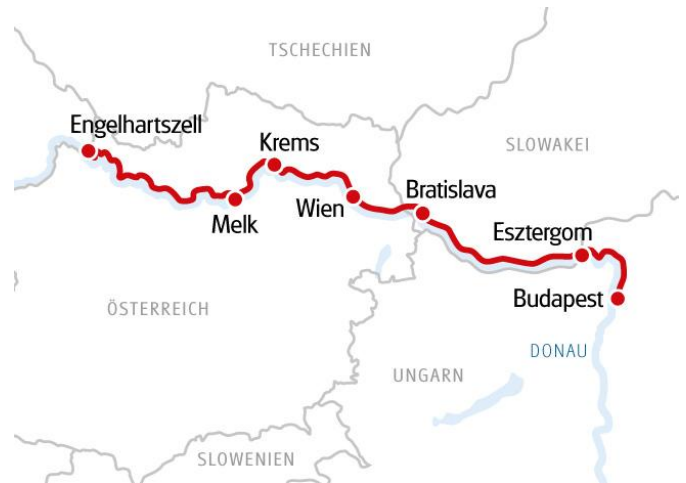 TSCHECHIEN
Engelhartszell
Krems
SLOWAKEI
Bratislava
Wien
Melk
Esztergom
Budapest
ÖSTERREICH
DONAU
UNGARN
SLOWENIEN